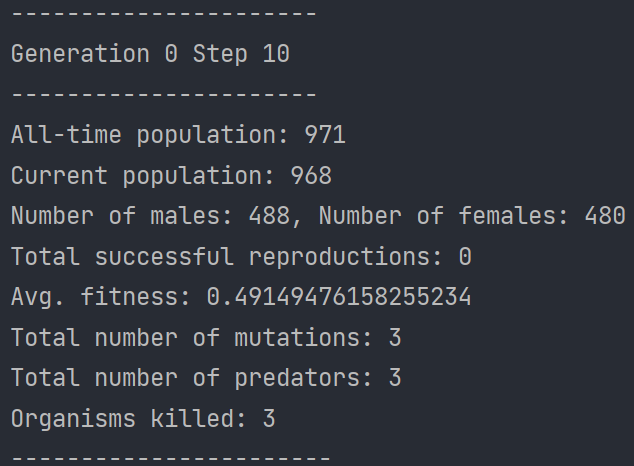 ----------------------
Generation 0 Step 10
----------------------
All-time population: 971
Current population: 968
Number of males: 488, Number of females: 480
Total successful reproductions: 0
Avg. fitness: 0.49149476158255234
Total number of mutations: 3
Total number of predators: 3
Organisms killed: 3
-----------------------